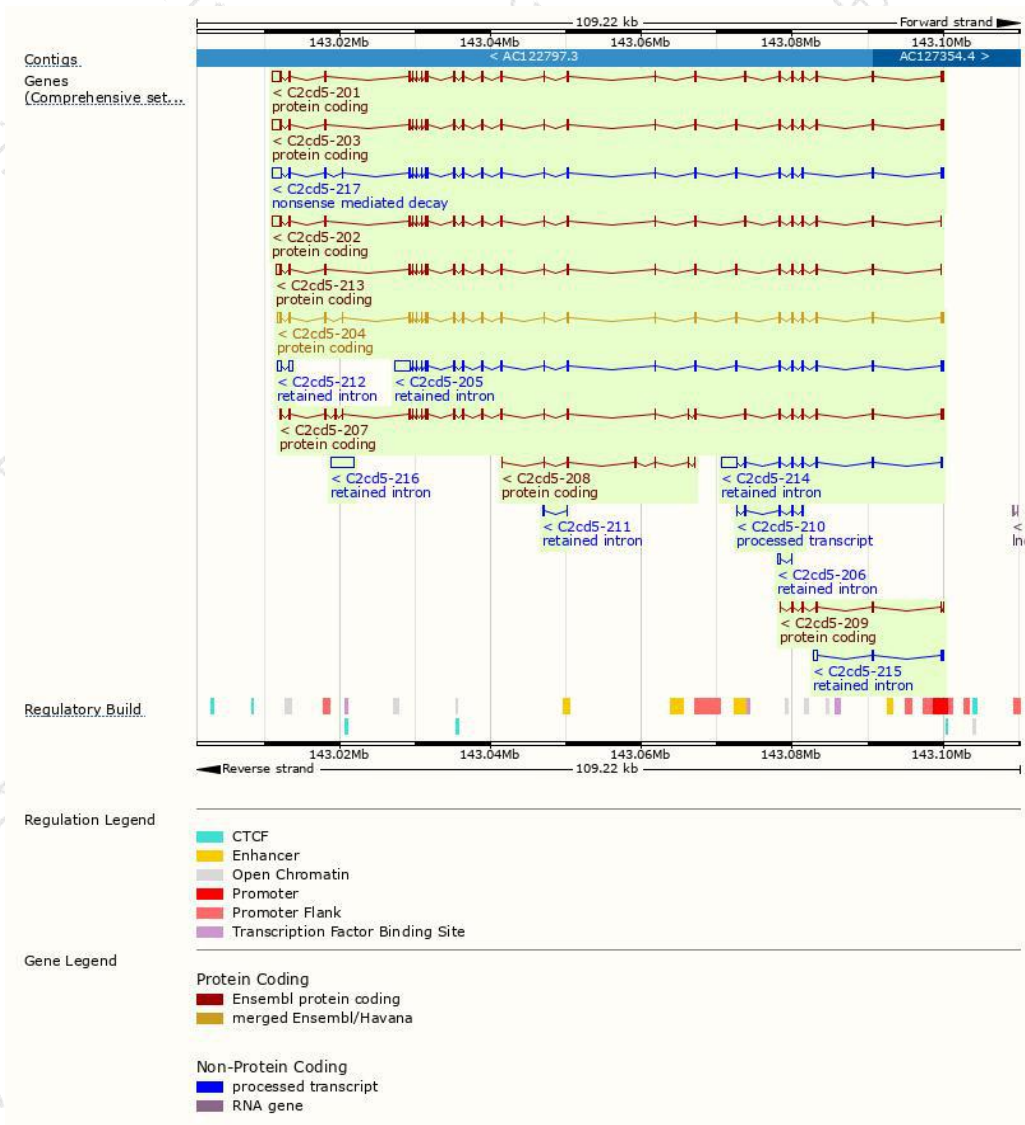 109.22 kb Forward strand
143.02Mb 143.04Mb 143.06Mb 143.08Mb 143.10Mb
Contigs < AC122797.3 AC127354.4 >
Genes
(Comprehensive set...
< C2cd5-201
protein coding
< C2cd5-203
protein coding
< C2cd5-217
nonsense mediated decay
< C2cd5-202
protein coding
< C2cd5-213
protein coding
< C2cd5-204
protein coding
< C2cd5-212 < C2cd5-205
retained intron retained intron
< C2cd5-207
protein coding
< C2cd5-216 < C2cd5-208 < C2cd5-214
retained intron protein coding retained intron
< C2cd5-211 < C2cd5-210 <
retained intron processed transcript
< C2cd5-206
retained intron
< C2cd5-209
protein coding
< C2cd5-215
retained intron
Regulatory Build
143.02Mb 143.04Mb 143.06Mb 143.08Mb 143.10Mb
Reverse strand 109.22 kb
Regulation Legend
CTCF
Enhancer
Open Chromatin
Promoter
Promoter Flank
Transcription Factor Binding Site
Gene Legend
Protein Coding
Ensembl protein coding
merged Ensembl/Havana
Non-Protein Coding
processed transcript
RNA gene